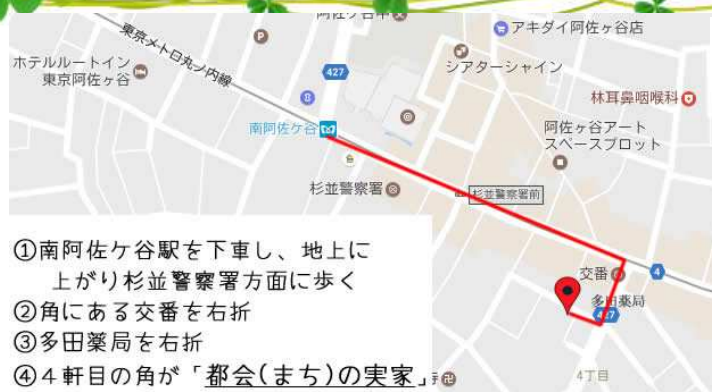 アキダイ阿佐ヶ谷店
東京メトロ丸ノ内線
ホテルルートイン
東京阿佐ヶ谷
427
シアターシャイン
林耳鼻咽喉科
南阿佐ケ谷
阿佐ヶ谷アート
スペースブロット
杉並警察署
杉並警察署前
交番
4
多田薬局
427
4丁目
①南阿佐ケ谷駅を下車し、地上に
上がり杉並警察署方面に歩く
②角にある交番を右折
③多田薬局を右折
④4軒目の角が「都会(まち)の実家」